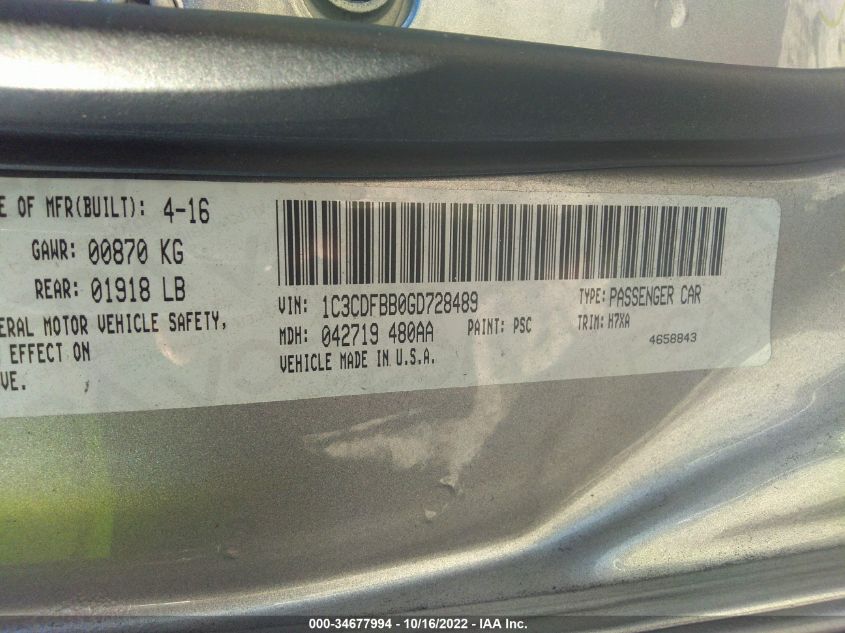 E OF MFR(BUILT): 4-16
GAWR: 00870 KG
REAR: 01918 LB
ERAL MOTOR VEHICLE SAFETY,
EFFECT ON
VE.
VIN: 1C3CDFBB0GD728489
TYPE: PASSENGER CAR
MDH: 042719 480AA
PAINT: PSC
TRIM: H7XA
VEHICLE MADE IN U.S.A.
4658843
000-34677994 - 10/16/2022 - IAA Inc.